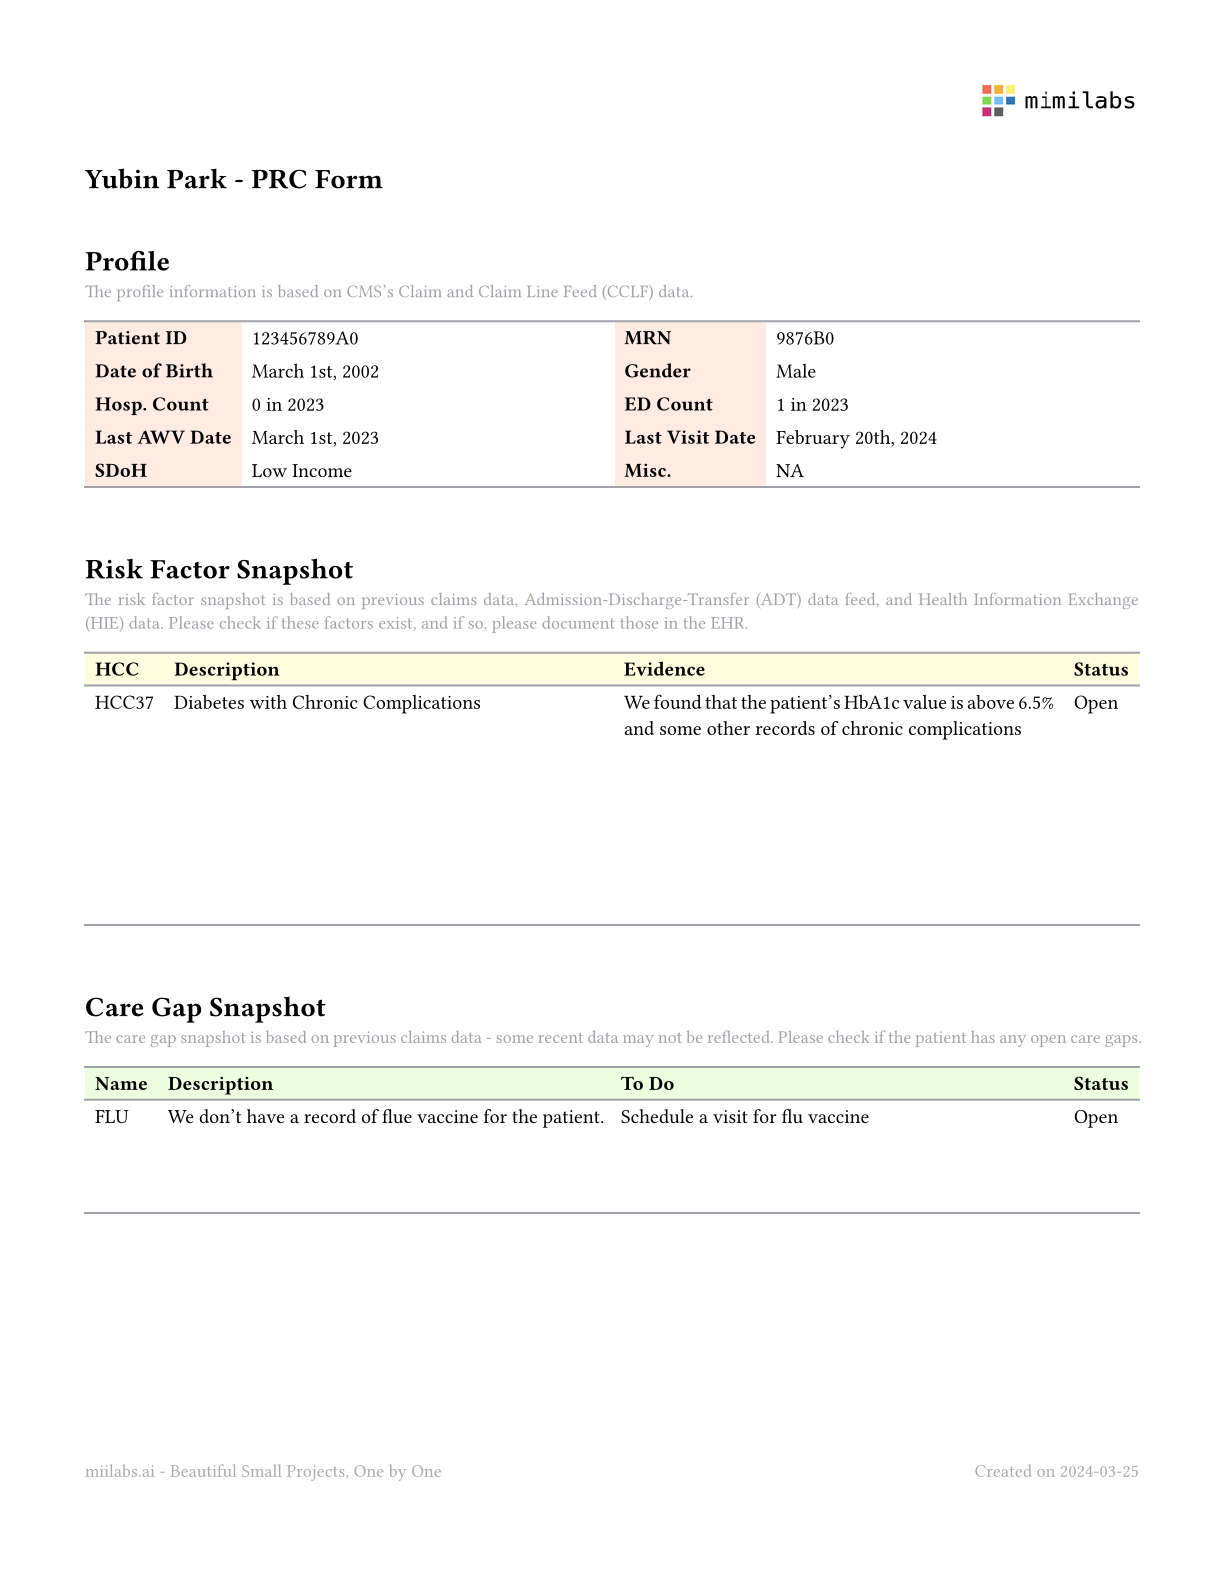 mimilabs
Yubin Park - PRC Form
Profile
The profile information is based on CMS's Claim and Claim Line Feed (CCLF) data.
Patient ID 123456789A0 MRN 9876B0
Date of Birth March 1st, 2002 Gender Male
Hosp. Count 0 in 2023 ED Count 1 in 2023
Last AWV Date March 1st, 2023 Last Visit Date February 20th, 2024
SDoH Low Income Misc. NA
Risk Factor Snapshot
The risk factor snapshot is based on previous claims data, Admission-Discharge-Transfer (ADT) data feed, and Health Information Exchange
(HIE) data. Please check if these factors exist, and if so, please document those in the EHR.
HCC Description Evidence Status
HCC37 Diabetes with Chronic Complications We found that the patient's HbA1c value is above 6.5% Open
and some other records of chronic complications
Care Gap Snapshot
The care gap snapshot is based on previous claims data - some recent data may not be reflected. Please check if the patient has any open care gaps.
Name Description To Do Status
FLU We don't have a record of flue vaccine for the patient. Schedule a visit for flu vaccine Open
miilabs.ai - Beautiful Small Projects, One by One Created on 2024-03-25